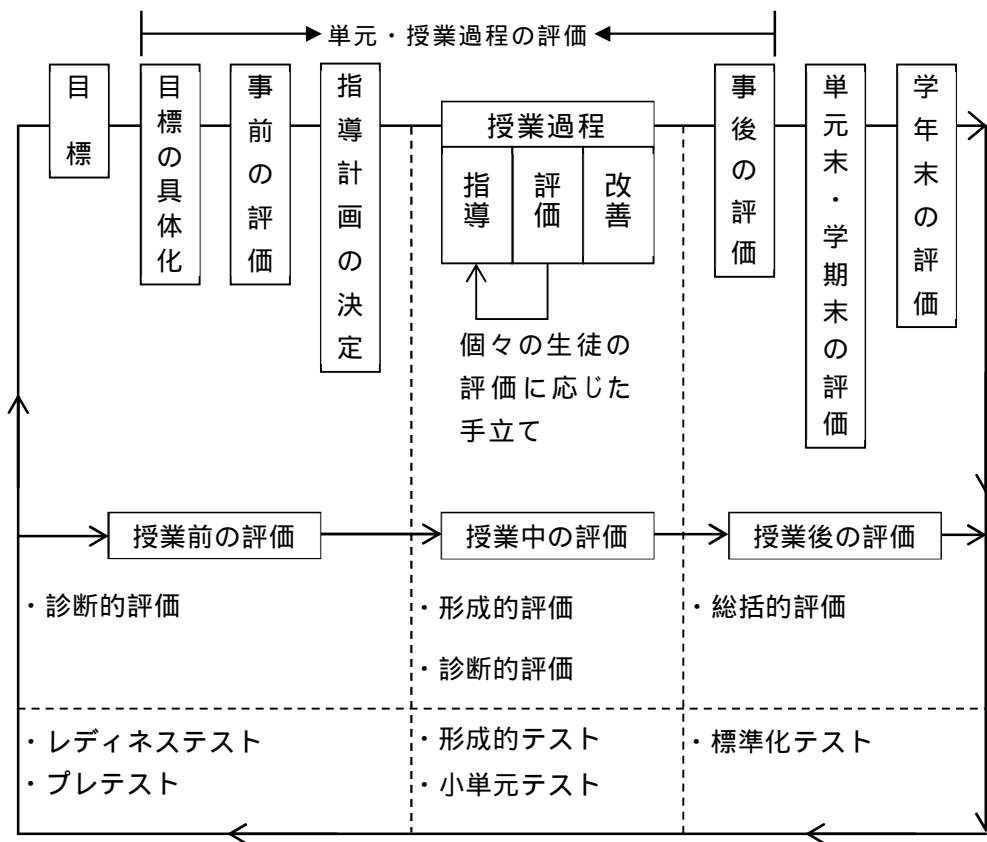 単元・授業過程の評価
目標
目標の具体化
事前の評価
指導計画の決定
授業過程
指導
評価
改善
個々の生徒の
評価に応じた
手立て
事後の評価
単元末・学期末の評価
学年末の評価
授業前の評価
授業中の評価
授業後の評価
・診断的評価
・形成的評価
・診断的評価
・総括的評価
・レディネステスト
・プレテスト
・形成的テスト
・小単元テスト
・標準化テスト